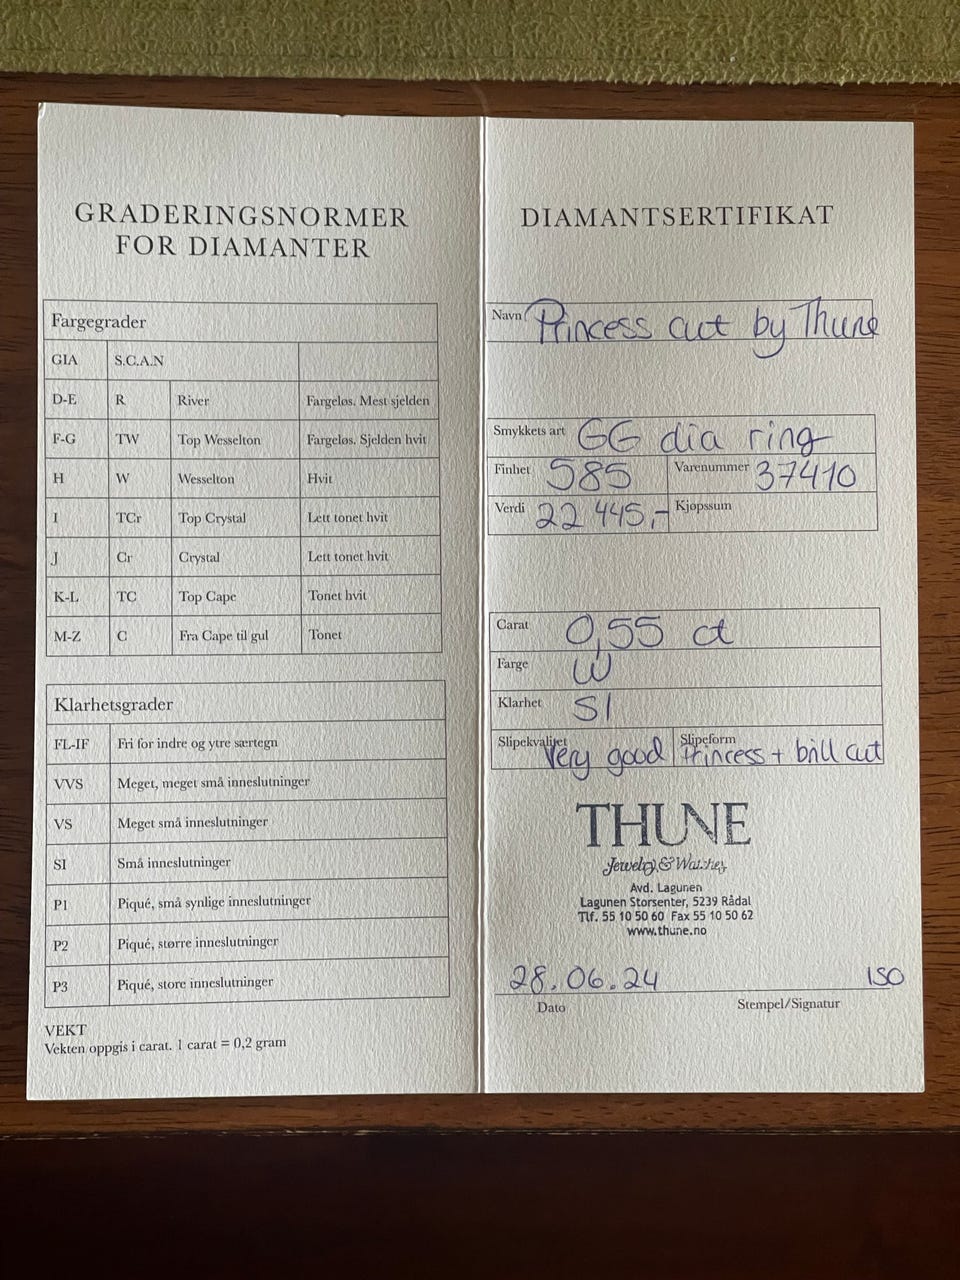 GRADERINGSNORMER
FOR DIAMANTER
Fargegrader
GIA S.C.A.N
D-E R River Fargeløs. Mest sjelden
F-G TW Top Wesselton Fargeløs. Sjelden hvit
H W Wesselton Hvit
I TCr Top Crystal Lett tonet hvit
J Cr Crystal Lett tonet hvit
K-L TC Top Cape Tonet hvit
M-Z C Fra Cape til gul Tonet
Klarhetsgrader
FL-IF Fri for indre og ytre særtegn
VVS Meget, meget små inneslutninger
VS Meget små inneslutninger
SI Små inneslutninger
P1 Piqué, små synlige inneslutninger
P2 Piqué, større inneslutninger
P3 Piqué, store inneslutninger
VEKT
Vekten oppgis i carat. 1 carat = 0,2 gram
DIAMANTSERTIFIKAT
Navn Princess cut by Thune
Smykkets art GG dia ring
Finhet 585 Varenummer 37410
Verdi 22 445,- Kjøpssum
Carat 0,55 ct
Farge W
Klarhet SI
Slipekvalitet Very good Slipeform Princess + brill cut
THUNE
Jewelry & Watches
Avd. Lagunen
Lagunen Storsenter, 5239 Rådal
Tlf. 55 10 50 60 Fax 55 10 50 62
www.thune.no
28.06.24 ISO
Dato Stempel/Signatur